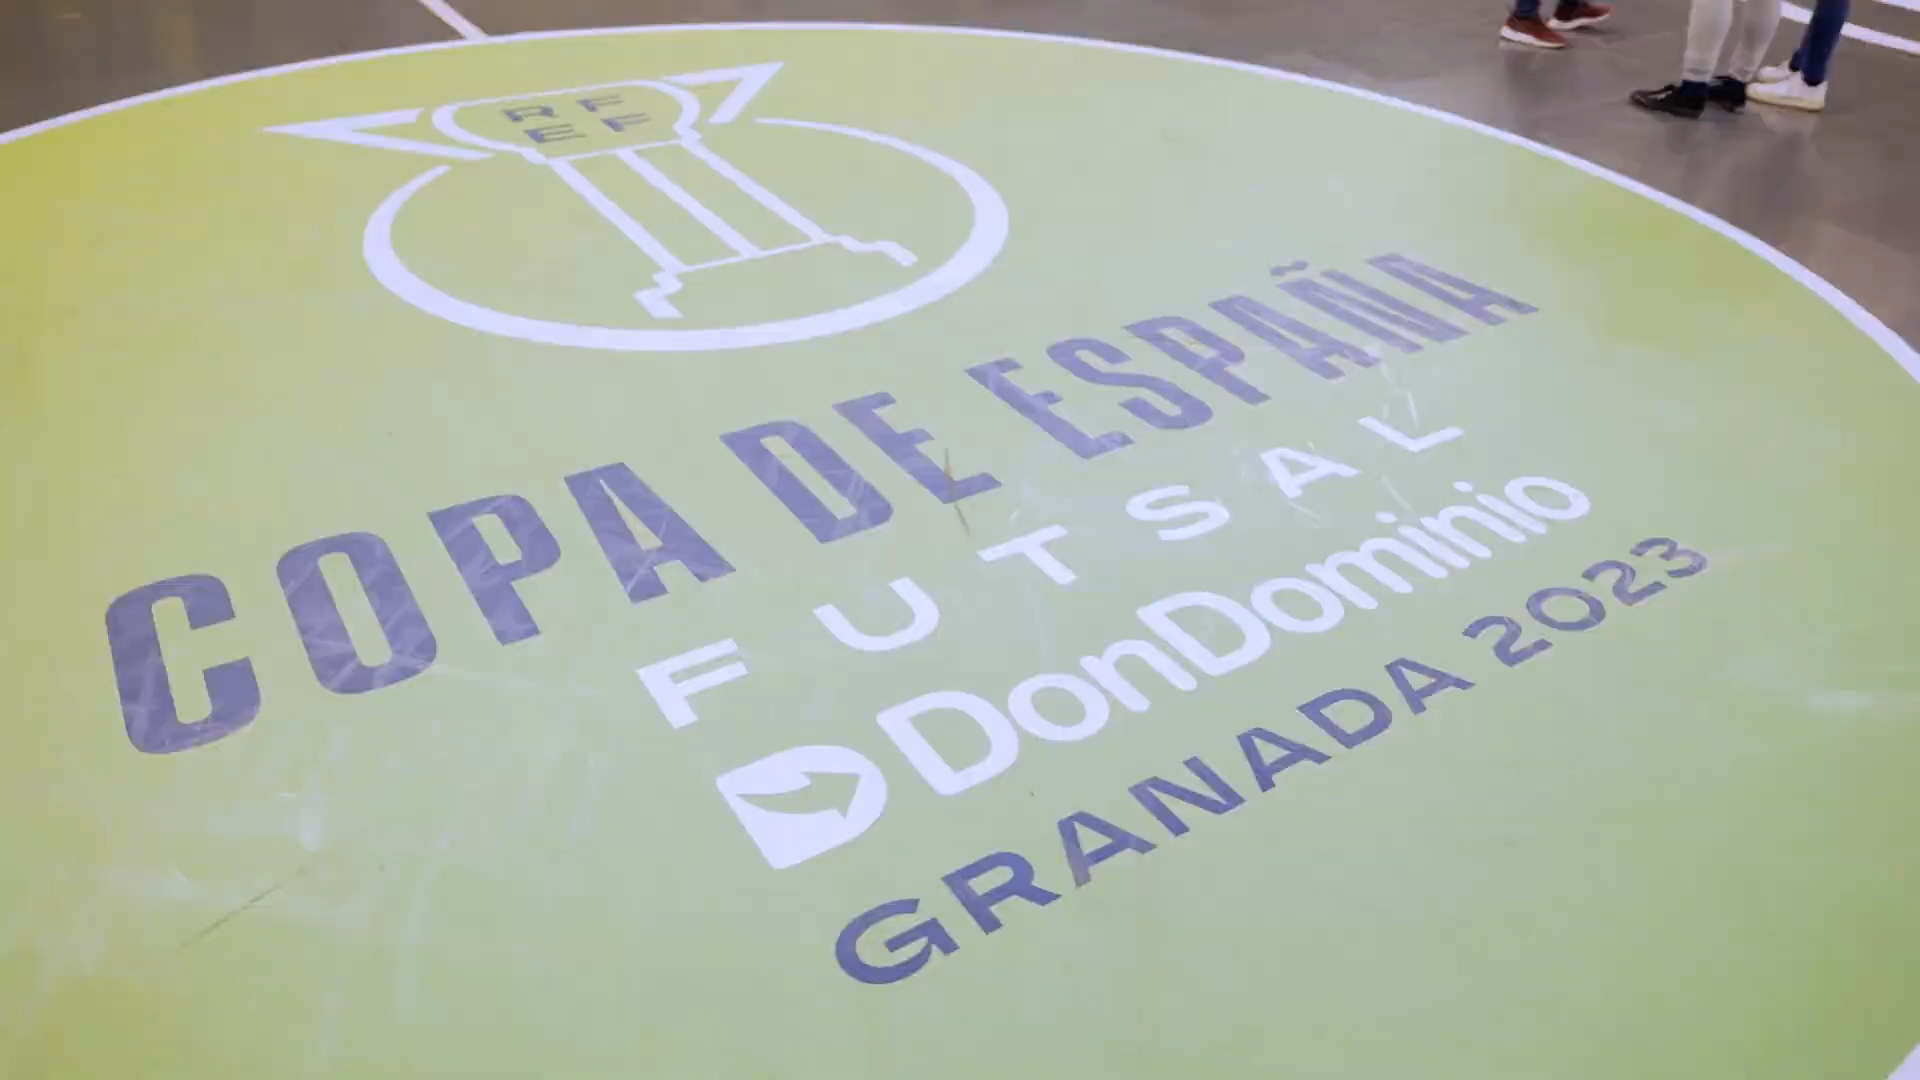 RF
EF
COPA DE ESPAÑA
FUTSAL
DonDominio
GRANADA 2023